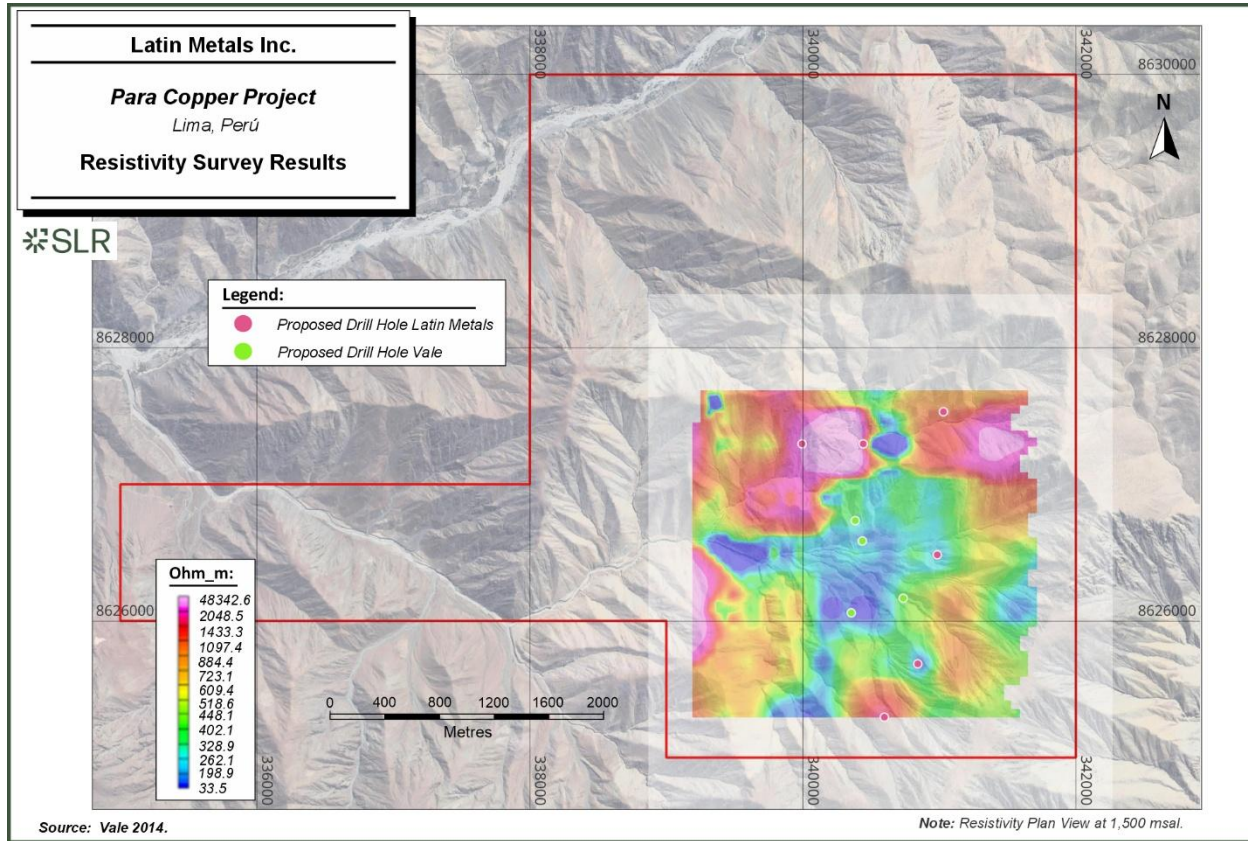 Latin Metals Inc.
Para Copper Project
Lima, Perú
Resistivity Survey Results
SLR
338000
340000
342000
8630000
N
Legend:
Proposed Drill Hole Latin Metals
Proposed Drill Hole Vale
8628000
8628000
Ohm_m:
48342.6
2048.5
1433.3
1097.4
884.4
723.1
609.4
518.6
448.1
402.1
328.9
262.1
198.9
33.5
8626000
8626000
0 400 800 1200 1600 2000
Metres
336000
338000
340000
342000
Source: Vale 2014.
Note: Resistivity Plan View at 1,500 msal.